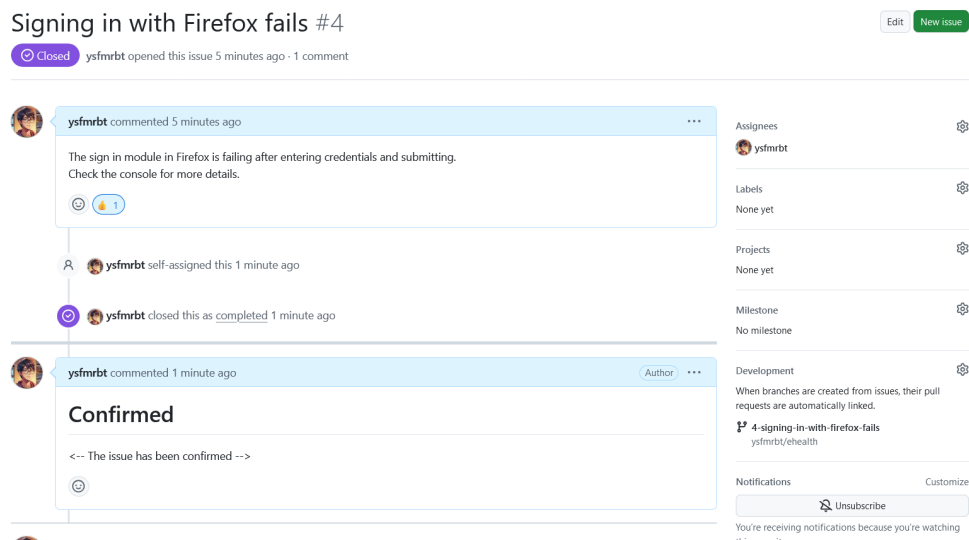 Signing in with Firefox fails #4
Edit
New issue
Closed
ysfmrbt opened this issue 5 minutes ago · 1 comment
ysfmrbt commented 5 minutes ago
The sign in module in Firefox is failing after entering credentials and submitting.
Check the console for more details.
👍 1
ysfmrbt self-assigned this 1 minute ago
ysfmrbt closed this as completed 1 minute ago
ysfmrbt commented 1 minute ago
Author
Confirmed
<-- The issue has been confirmed -->
Assignees
ysfmrbt
Labels
None yet
Projects
None yet
Milestone
No milestone
Development
When branches are created from issues, their pull
requests are automatically linked.
4-signing-in-with-firefox-fails
ysfmrbt/ehealth
Notifications
Customize
Unsubscribe
You're receiving notifications because you're watching